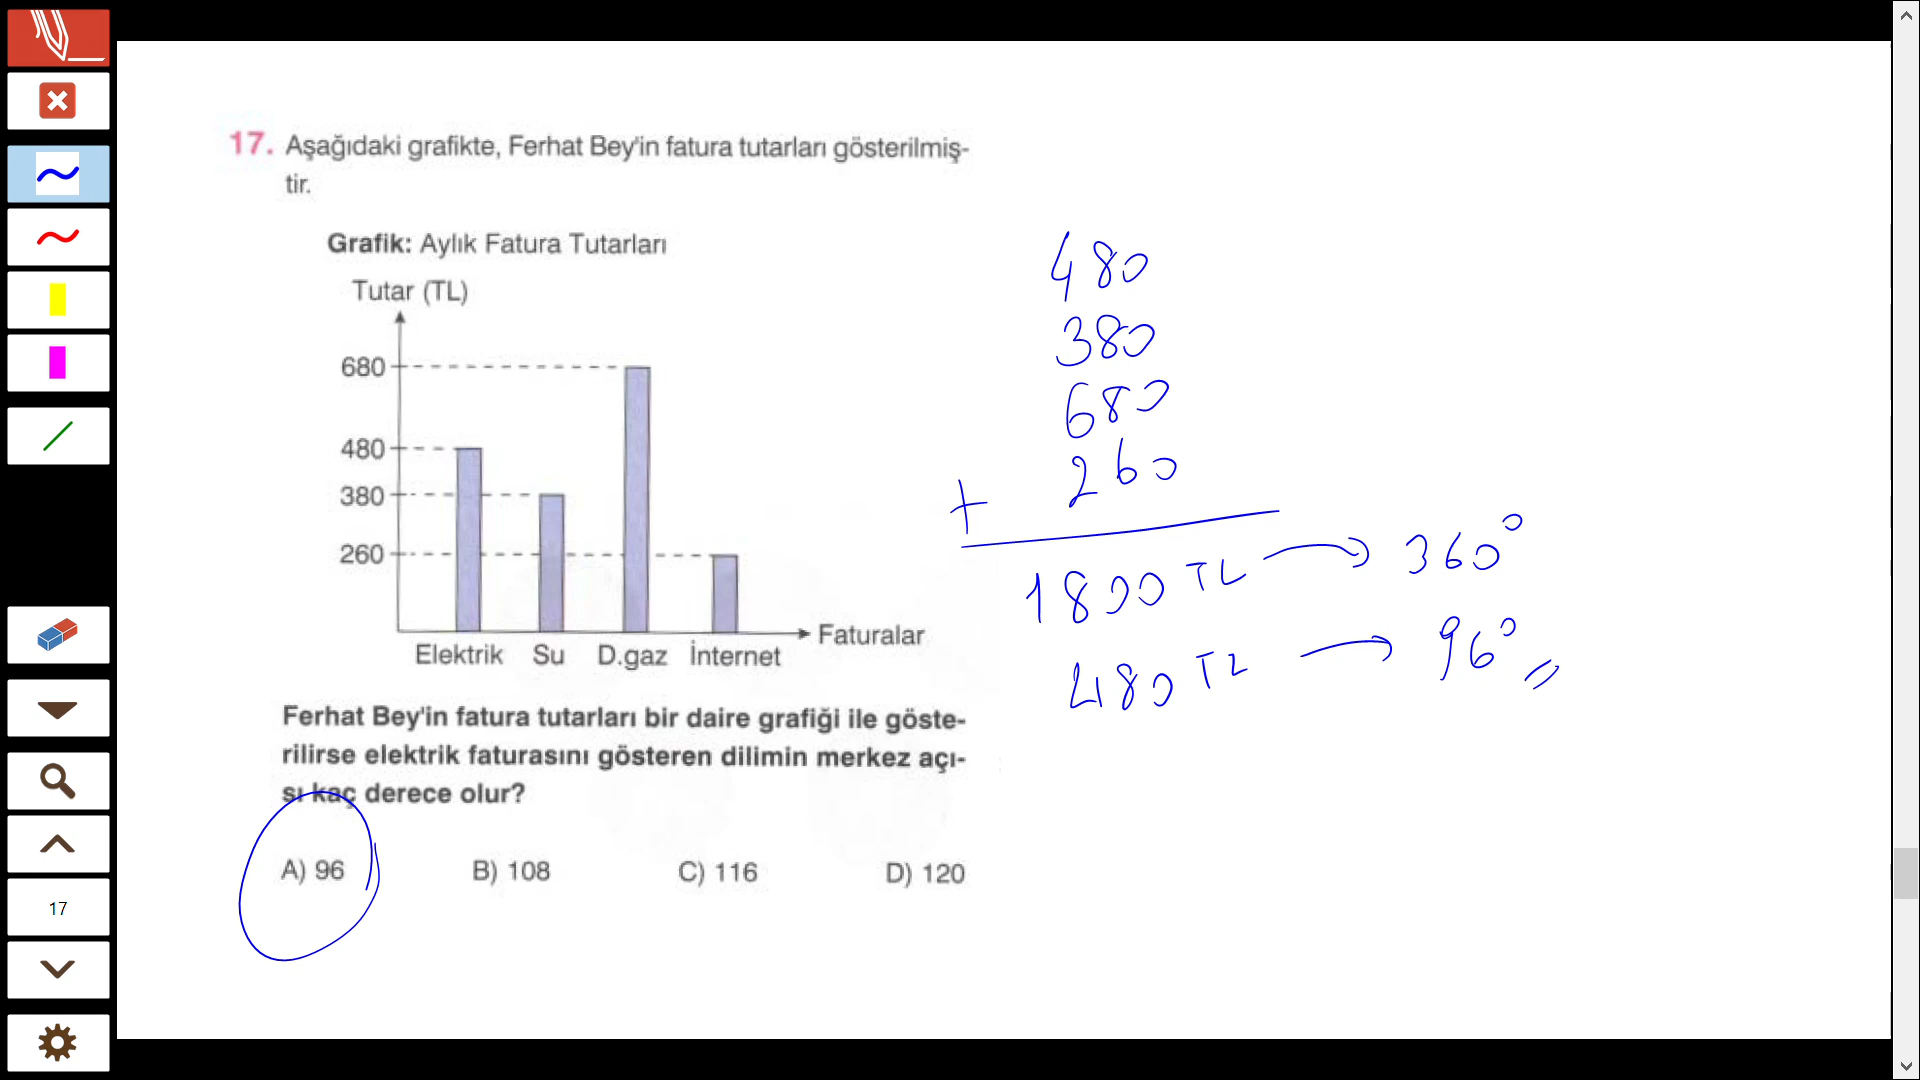 17. Aşağıdaki grafikte, Ferhat Bey'in fatura tutarları gösterilmiş-
tir.
Grafik: Aylık Fatura Tutarları
Tutar (TL)
680
480
380
260
Elektrik Su D.gaz İnternet
Faturalar
Ferhat Bey'in fatura tutarları bir daire grafiği ile göste-
rilirse elektrik faturasını gösteren dilimin merkez açı-
sı kaç derece olur?
A) 96 B) 108 C) 116 D) 120
480
380
680
+ 260
1800 TL → 360°
480 TL → 96°
17